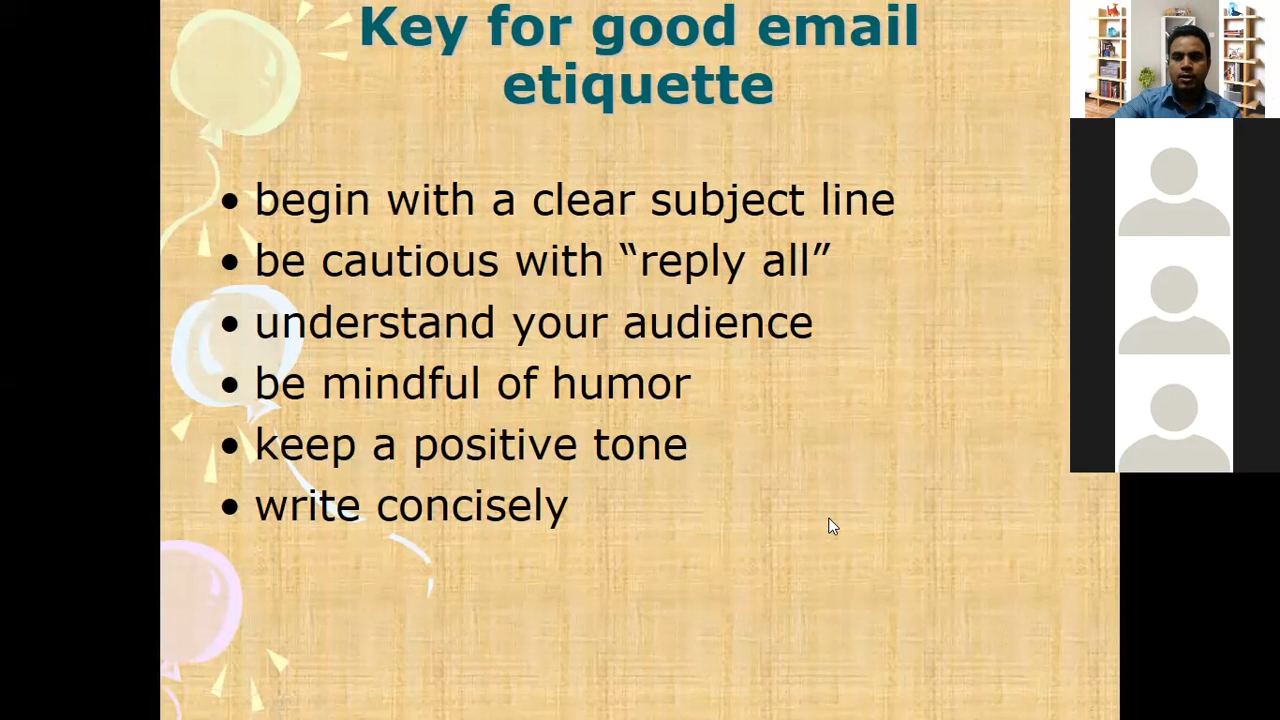 Key for good email
etiquette
• begin with a clear subject line
• be cautious with “reply all”
• understand your audience
• be mindful of humor
• keep a positive tone
• write concisely